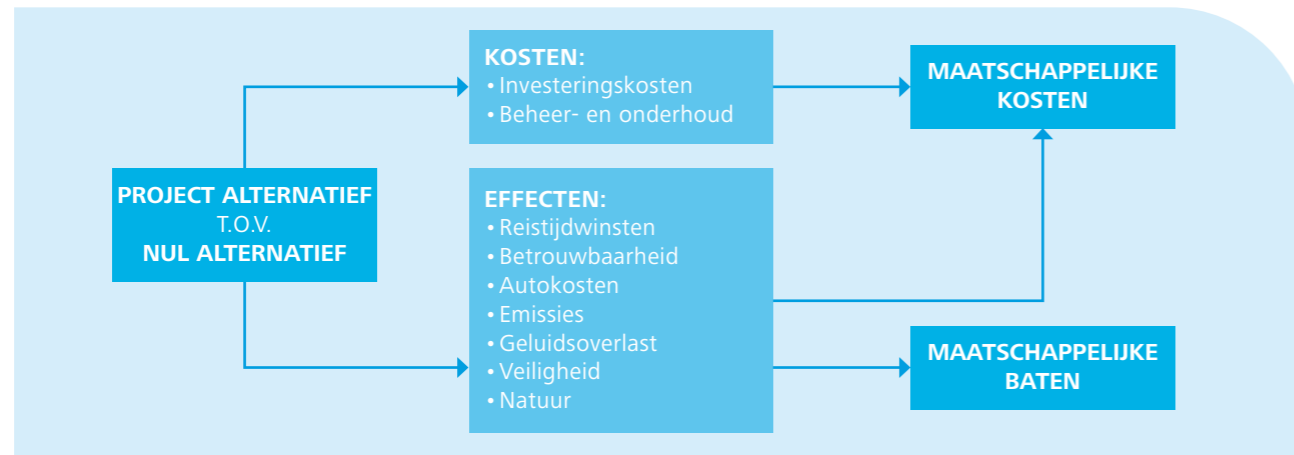 PROJECT ALTERNATIEF
T.O.V.
NUL ALTERNATIEF
KOSTEN:
• Investeringskosten
• Beheer- en onderhoud
EFFECTEN:
• Reistijdwinsten
• Betrouwbaarheid
• Autokosten
• Emissies
• Geluidsoverlast
• Veiligheid
• Natuur
MAATSCHAPPELIJKE
KOSTEN
MAATSCHAPPELIJKE
BATEN